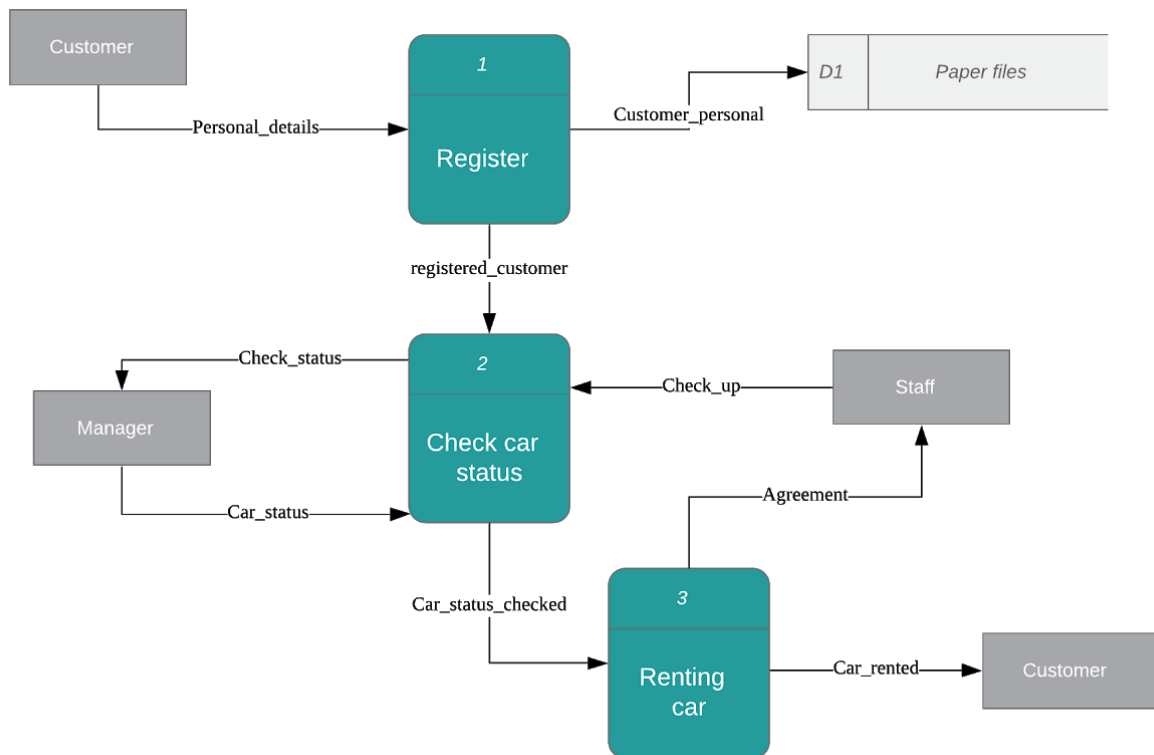 Customer
1
D1
Paper files
Customer_personal
Personal_details
Register
registered_customer
Check_status
2
Check_up
Staff
Manager
Check car
status
Agreement
Car_status
3
Car_status_checked
Renting
car
Car_rented
Customer